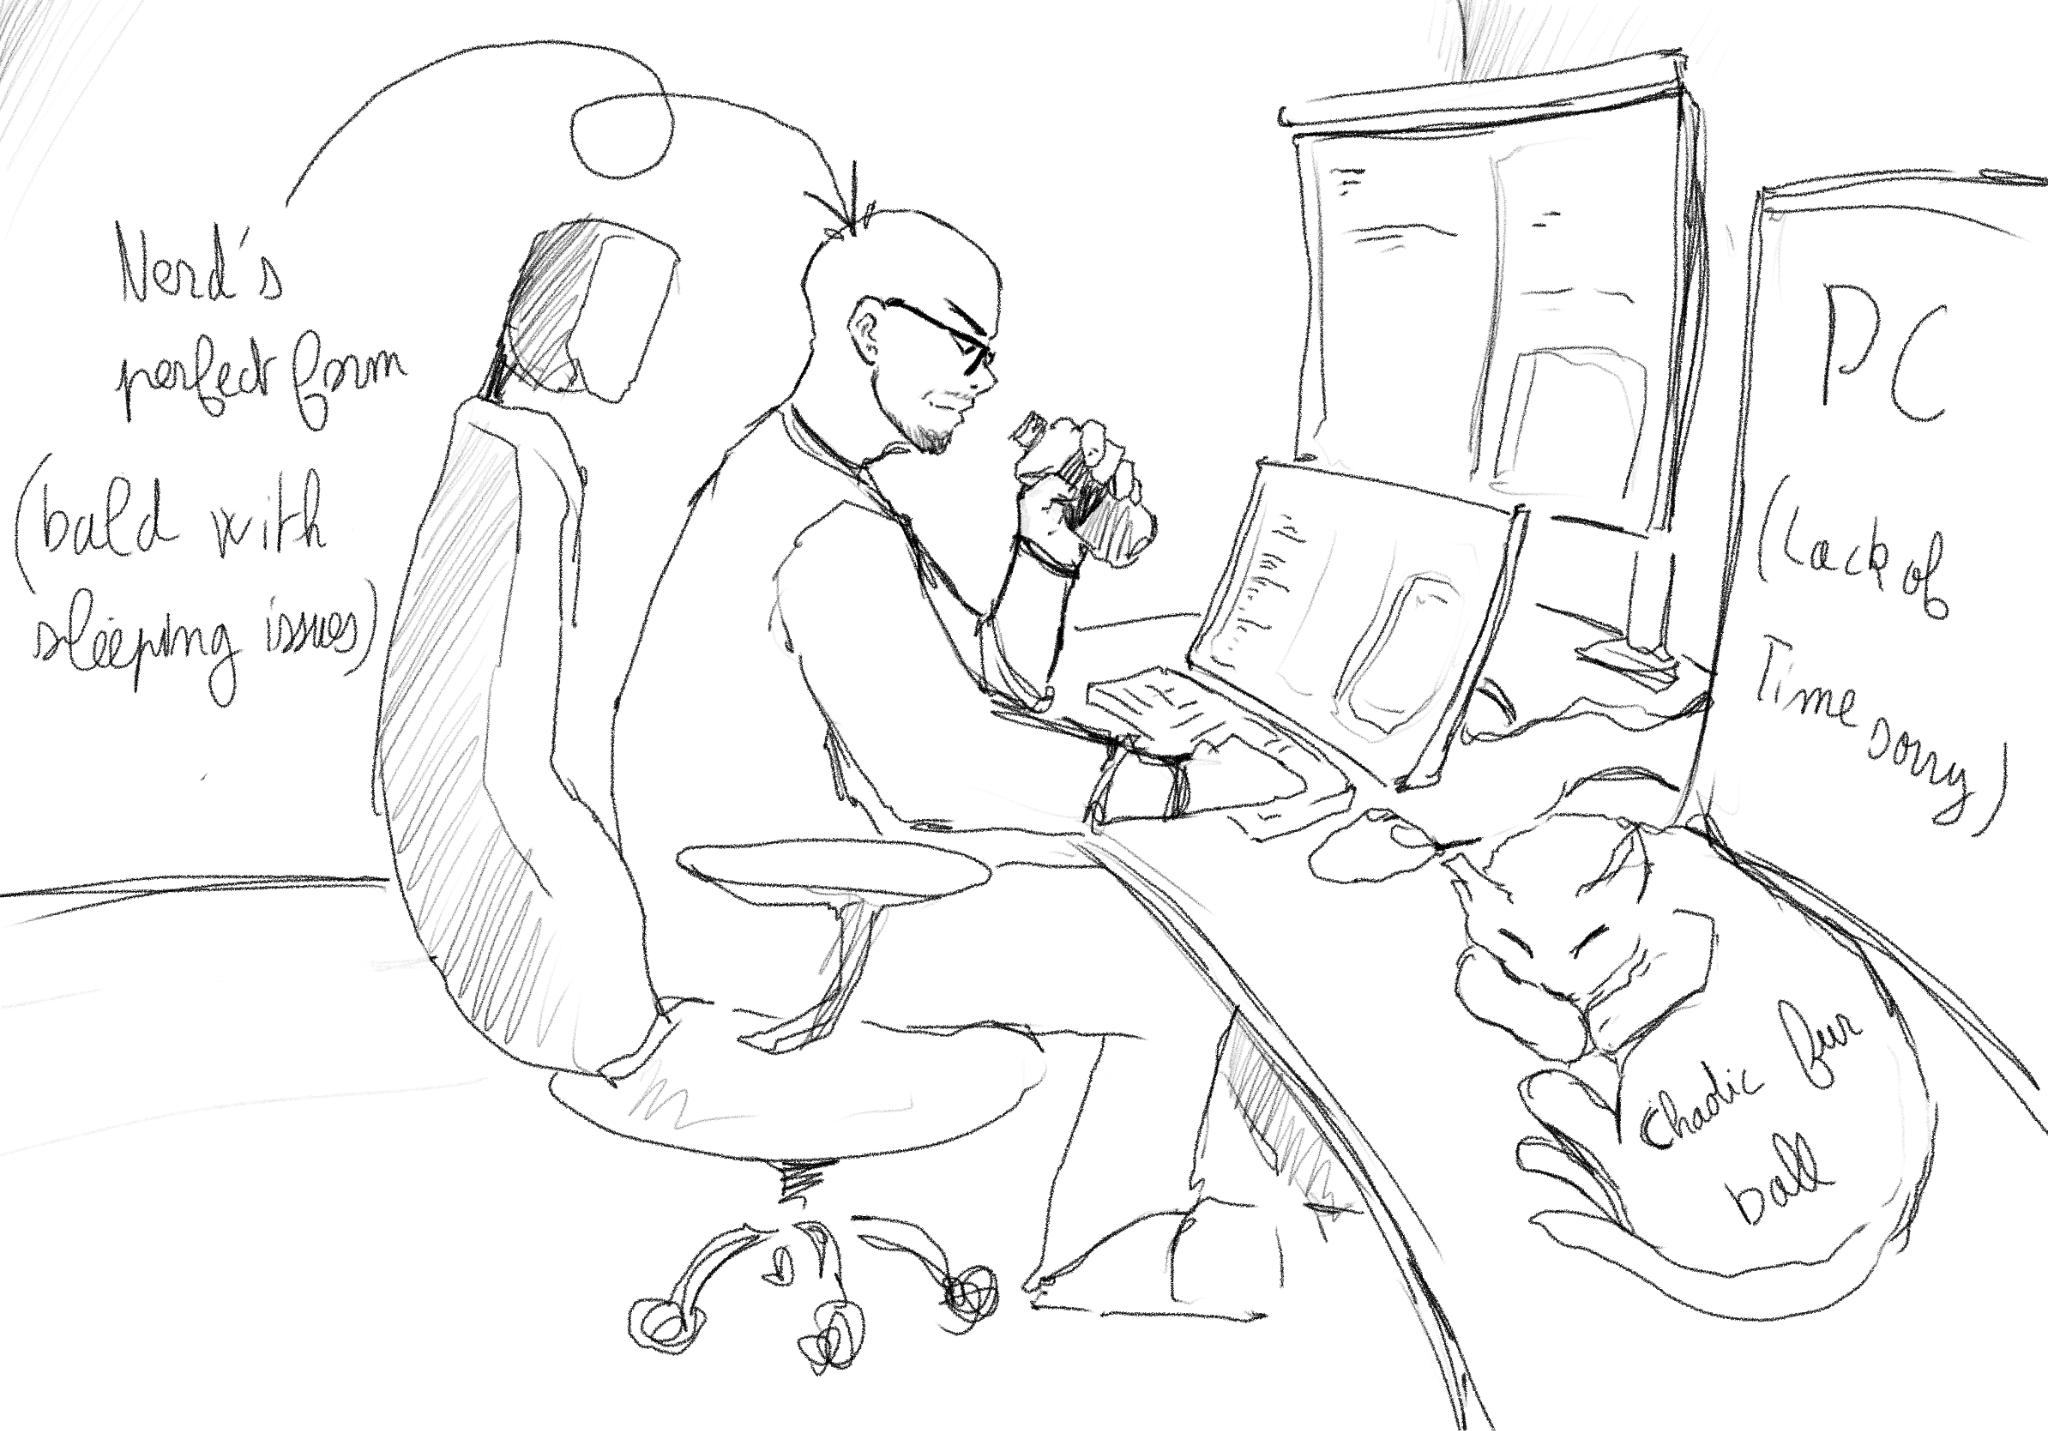 Nerd's
perfect form
(bald with
sleeping issues)
PC
(Lack of
Time sorry)
Chaotic fur
ball